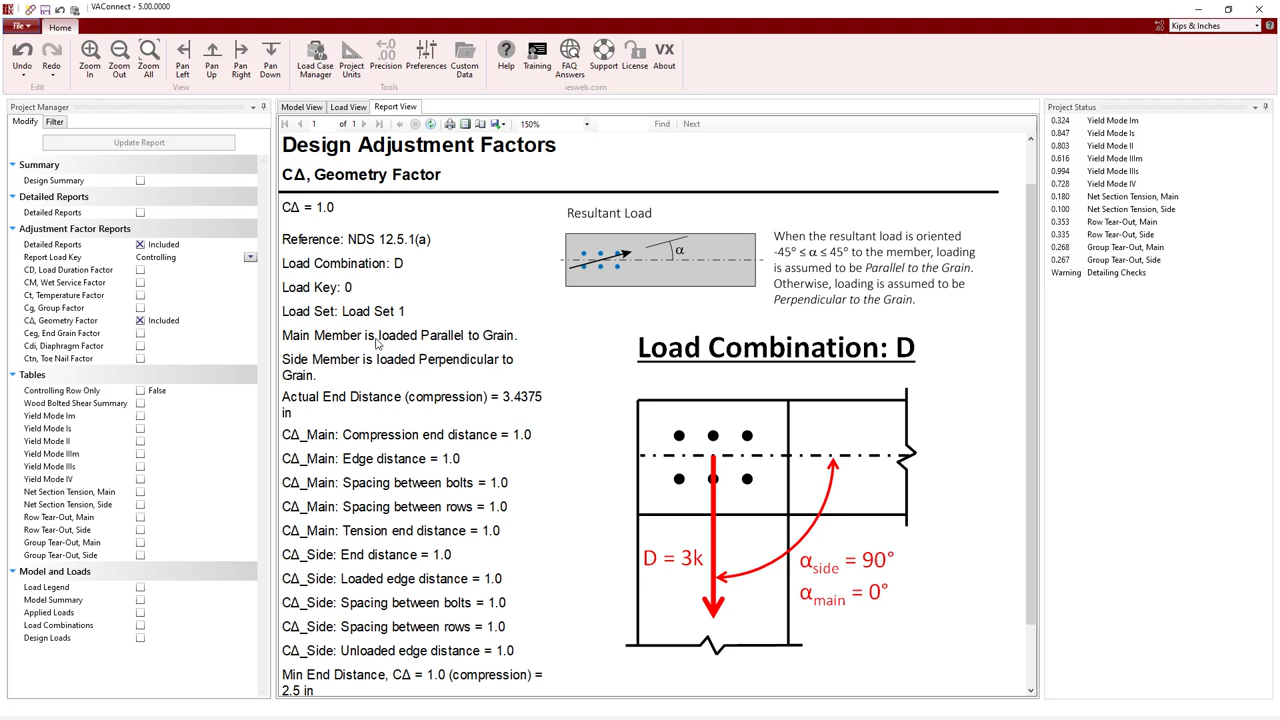 VAConnect - 5.00.0000
File
Home
Kips & Inches
Undo
Redo
Zoom In
Zoom Out
Zoom All
Pan Left
Pan Up
Pan Right
Pan Down
Load Case Manager
Project Units
Precision
Preferences
Custom Data
Help
Training
FAQ Answers
Support
License
VX
About
Edit
View
Tools
iesweb.com
Project Manager
Modify
Filter
Update Report
Summary
Design Summary
Detailed Reports
Detailed Reports
Adjustment Factor Reports
Detailed Reports Included
Report Load Key Controlling
CD, Load Duration Factor
CM, Wet Service Factor
Ct, Temperature Factor
Cg, Group Factor
CΔ, Geometry Factor Included
Ceg, End Grain Factor
Cdi, Diaphragm Factor
Ctn, Toe Nail Factor
Tables
Controlling Row Only False
Wood Bolted Shear Summary
Yield Mode Im
Yield Mode Is
Yield Mode II
Yield Mode IIIm
Yield Mode IIIs
Yield Mode IV
Net Section Tension, Main
Net Section Tension, Side
Row Tear-Out, Main
Row Tear-Out, Side
Group Tear-Out, Main
Group Tear-Out, Side
Model and Loads
Load Legend
Model Summary
Applied Loads
Load Combinations
Design Loads
Model View
Load View
Report View
1 of 1
150%
Find
Next
Design Adjustment Factors
CΔ, Geometry Factor
CΔ = 1.0
Reference: NDS 12.5.1(a)
Load Combination: D
Load Key: 0
Load Set: Load Set 1
Main Member is loaded Parallel to Grain.
Side Member is loaded Perpendicular to
Grain.
Actual End Distance (compression) = 3.4375
in
CΔ_Main: Compression end distance = 1.0
CΔ_Main: Edge distance = 1.0
CΔ_Main: Spacing between bolts = 1.0
CΔ_Main: Spacing between rows = 1.0
CΔ_Main: Tension end distance = 1.0
CΔ_Side: End distance = 1.0
CΔ_Side: Loaded edge distance = 1.0
CΔ_Side: Spacing between bolts = 1.0
CΔ_Side: Spacing between rows = 1.0
CΔ_Side: Unloaded edge distance = 1.0
Min End Distance, CΔ = 1.0 (compression) =
2.5 in
Resultant Load
α
When the resultant load is oriented
-45° ≤ α ≤ 45° to the member, loading
is assumed to be Parallel to the Grain.
Otherwise, loading is assumed to be
Perpendicular to the Grain.
Load Combination: D
D = 3k
αside = 90°
αmain = 0°
Project Status
0.324 Yield Mode Im
0.847 Yield Mode Is
0.803 Yield Mode II
0.616 Yield Mode IIIm
0.994 Yield Mode IIIs
0.728 Yield Mode IV
0.180 Net Section Tension, Main
0.100 Net Section Tension, Side
0.353 Row Tear-Out, Main
0.335 Row Tear-Out, Side
0.268 Group Tear-Out, Main
0.267 Group Tear-Out, Side
Warning Detailing Checks